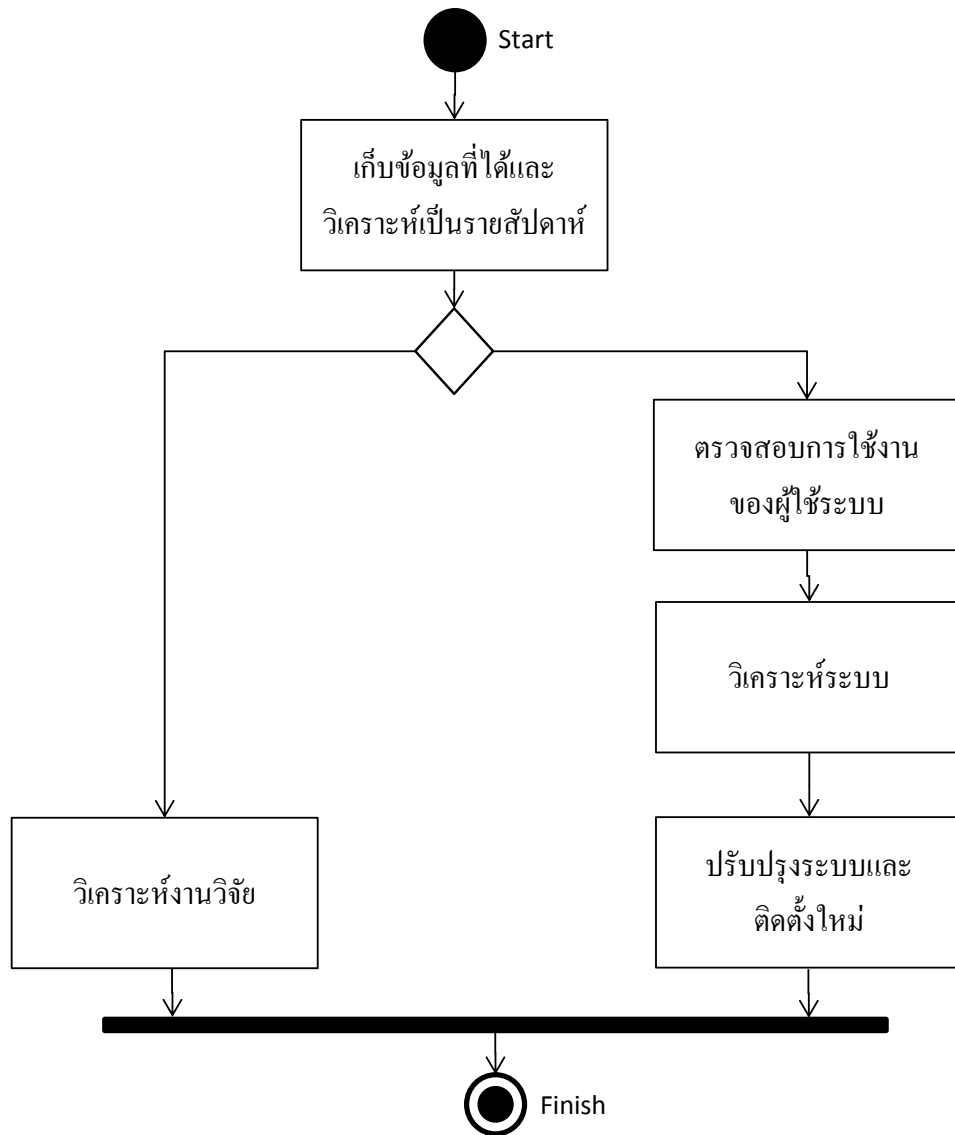 Start
เก็บข้อมูลที่ได้และ
วิเคราะห์เป็นรายสัปดาห์
ตรวจสอบการใช้งาน
ของผู้ใช้ระบบ
วิเคราะห์ระบบ
วิเคราะห์งานวิจัย
ปรับปรุงระบบและ
ติดตั้งใหม่
Finish